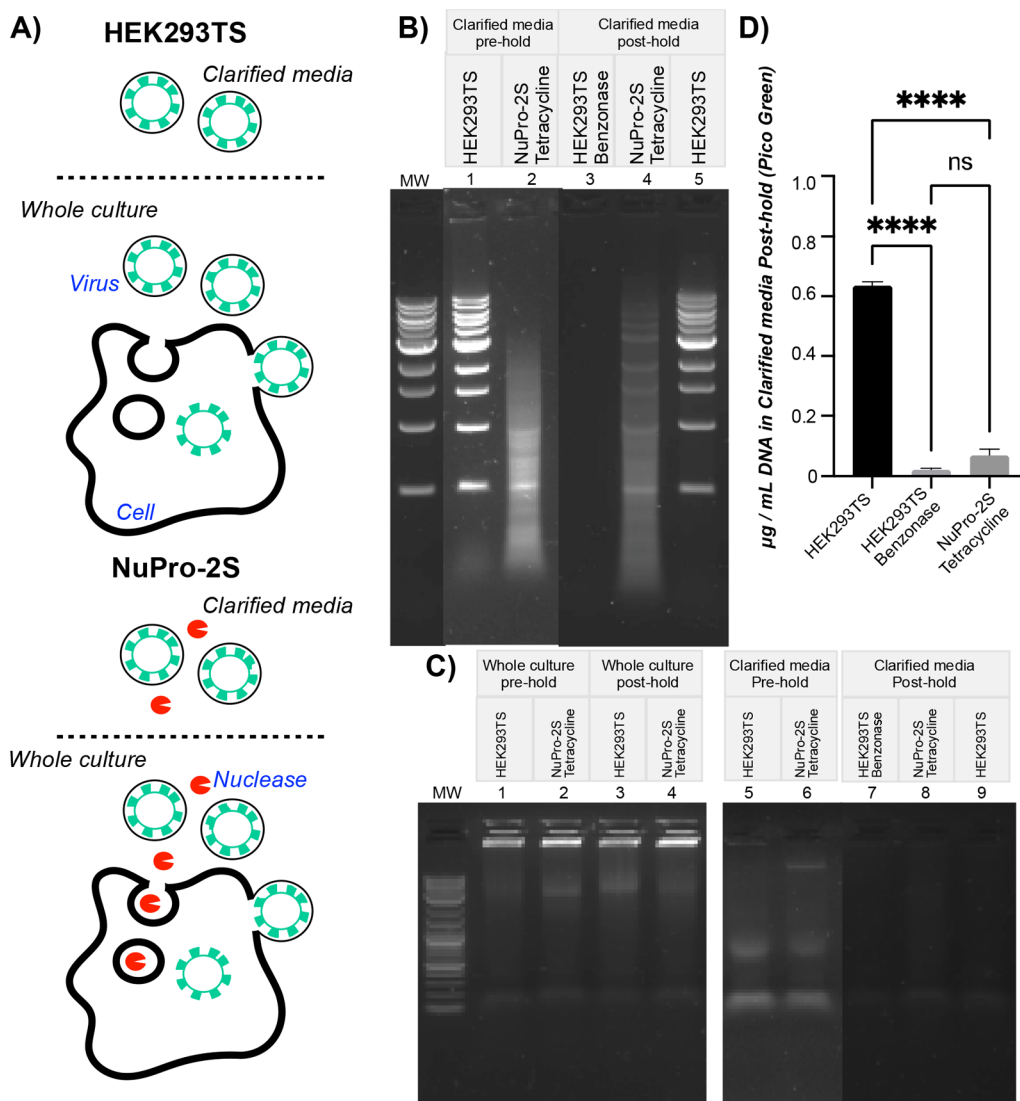 A)
HEK293TS
Clarified media
Whole culture
Virus
Cell
NuPro-2S
Clarified media
Whole culture
Nuclease
B)
Clarified media
pre-hold
Clarified media
post-hold
HEK293TS
NuPro-2S
Tetracycline
HEK293TS
Benzonase
NuPro-2S
Tetracycline
HEK293TS
MW
1
2
3
4
5
C)
Whole culture
pre-hold
Whole culture
post-hold
Clarified media
Pre-hold
Clarified media
Post-hold
HEK293TS
NuPro-2S
Tetracycline
HEK293TS
NuPro-2S
Tetracycline
HEK293TS
NuPro-2S
Tetracycline
HEK293TS
Benzonase
NuPro-2S
Tetracycline
HEK293TS
MW
1
2
3
4
5
6
7
8
9
D)
µg / mL DNA in Clarified media Post-hold (Pico Green)
****
ns
****
1.0
0.8
0.6
0.4
0.2
0
HEK293TS
HEK293TS
Benzonase
NuPro-2S
Tetracycline